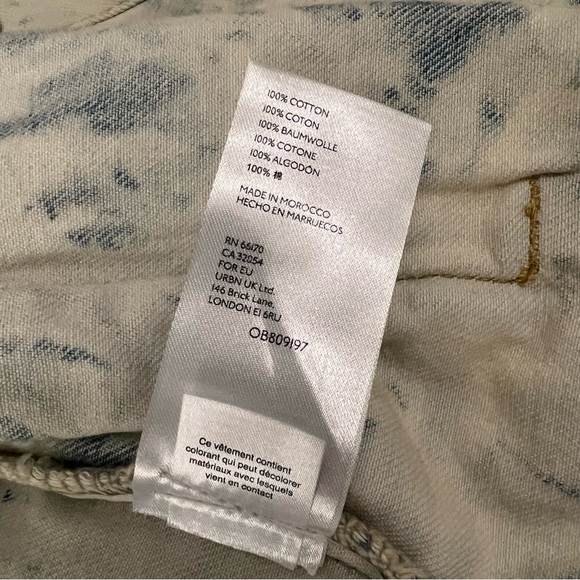 100% COTTON
100% COTON
100% BAUMWOLLE
100% COTONE
100% ALGODÓN
100% 棉
MADE IN MOROCCO
HECHO EN MARRUECOS
RN 66170
CA 32054
FOR EU
URBN UK Ltd.
146 Brick Lane,
LONDON E1 6RU
OB809197
Ce vêtement contient
colorant qui peut décolorer
matériaux avec lesquels
vient en contact